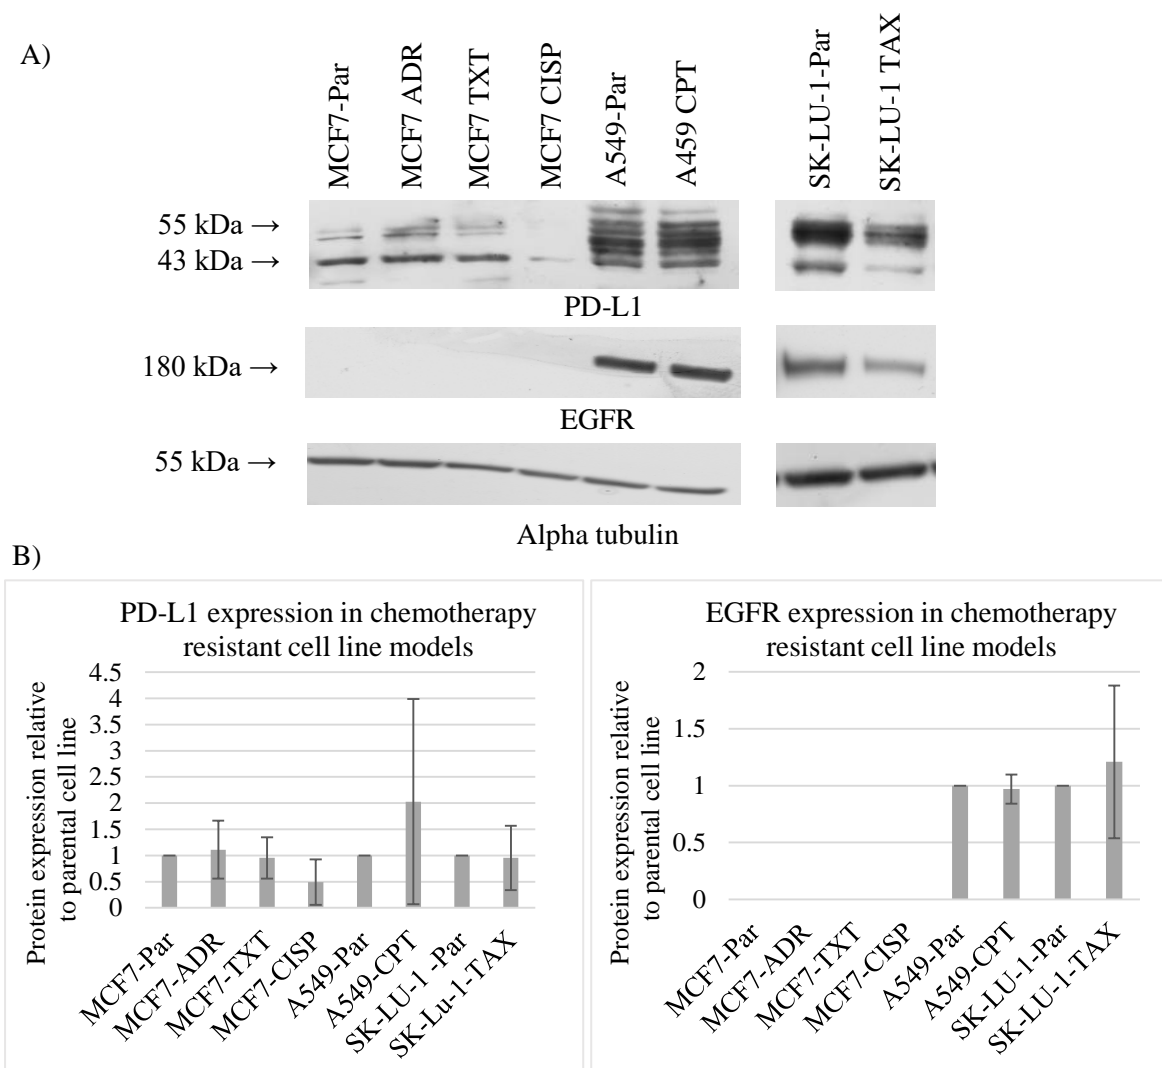 A)
MCF7-Par
MCF7 ADR
MCF7 TXT
MCF7 CISP
A549-Par
A459 CPT
SK-LU-1-Par
SK-LU-1 TAX
55 kDa →
43 kDa →
PD-L1
180 kDa →
EGFR
55 kDa →
Alpha tubulin
B)
PD-L1 expression in chemotherapy
resistant cell line models
Protein expression relative
to parental cell line
4.5
4
3.5
3
2.5
2
1.5
1
0.5
0
MCF7-Par
MCF7-ADR
MCF7-TXT
MCF7-CISP
A549-Par
A549-CPT
SK-LU-1 -Par
SK-Lu-1-TAX
EGFR expression in chemotherapy
resistant cell line models
Protein expression relative
to parental cell line
2
1.5
1
0.5
0
MCF7-Par
MCF7-ADR
MCF7-TXT
MCF7-CISP
A549-Par
A549-CPT
SK-LU-1-Par
SK-LU-1-TAX